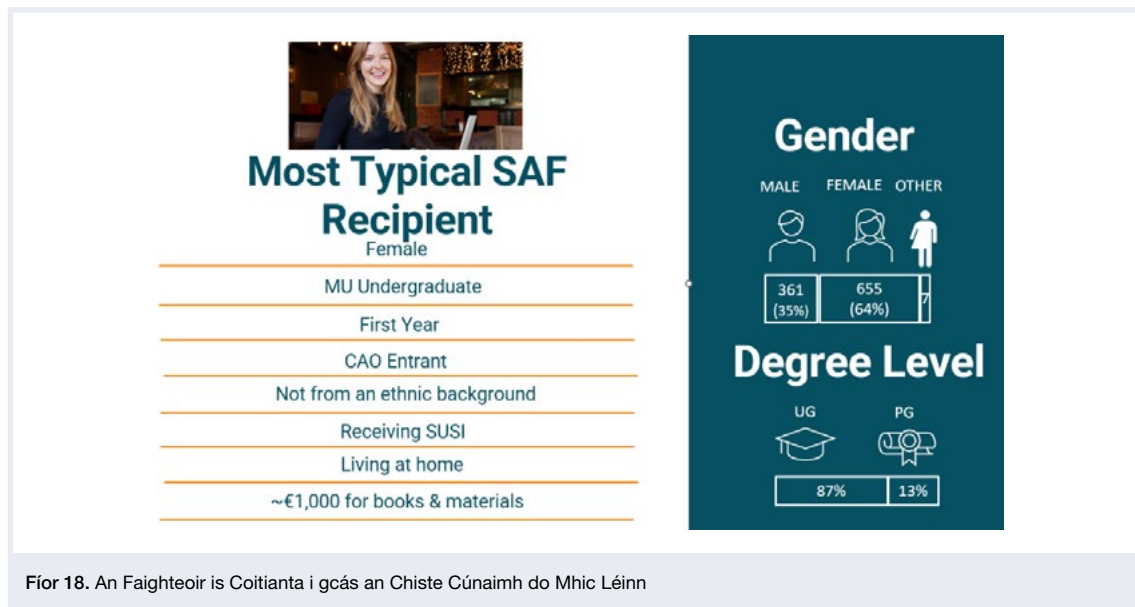 Most Typical SAF
Recipient
Female
MU Undergraduate
First Year
CAO Entrant
Not from an ethnic background
Receiving SUSI
Living at home
~€1,000 for books & materials
Gender
MALE FEMALE OTHER
361 655 7
(35%) (64%)
Degree Level
UG PG
87% 13%
Fíor 18. An Faighteoir is Coitianta i gcás an Chiste Cúnaimh do Mhic Léinn